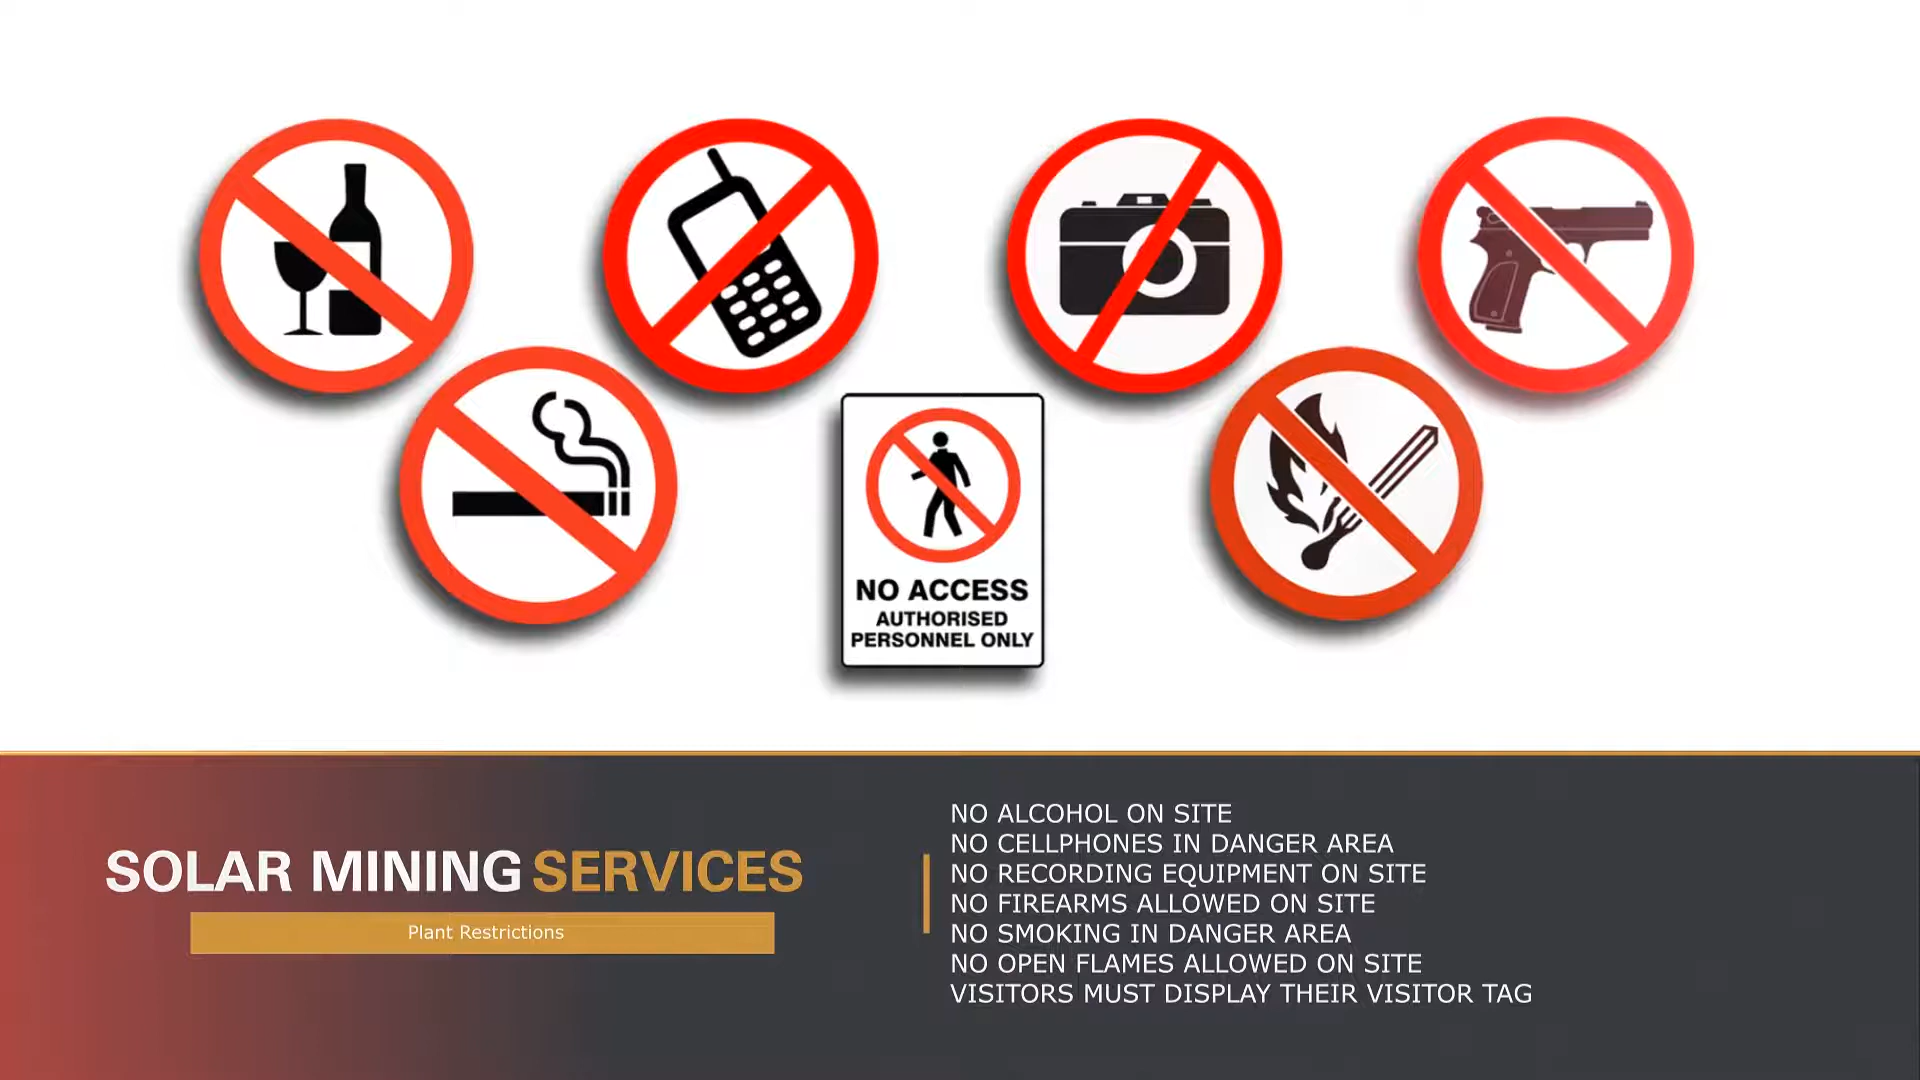 NO ACCESS
AUTHORISED
PERSONNEL ONLY
SOLAR MINING SERVICES
Plant Restrictions
NO ALCOHOL ON SITE
NO CELLPHONES IN DANGER AREA
NO RECORDING EQUIPMENT ON SITE
NO FIREARMS ALLOWED ON SITE
NO SMOKING IN DANGER AREA
NO OPEN FLAMES ALLOWED ON SITE
VISITORS MUST DISPLAY THEIR VISITOR TAG